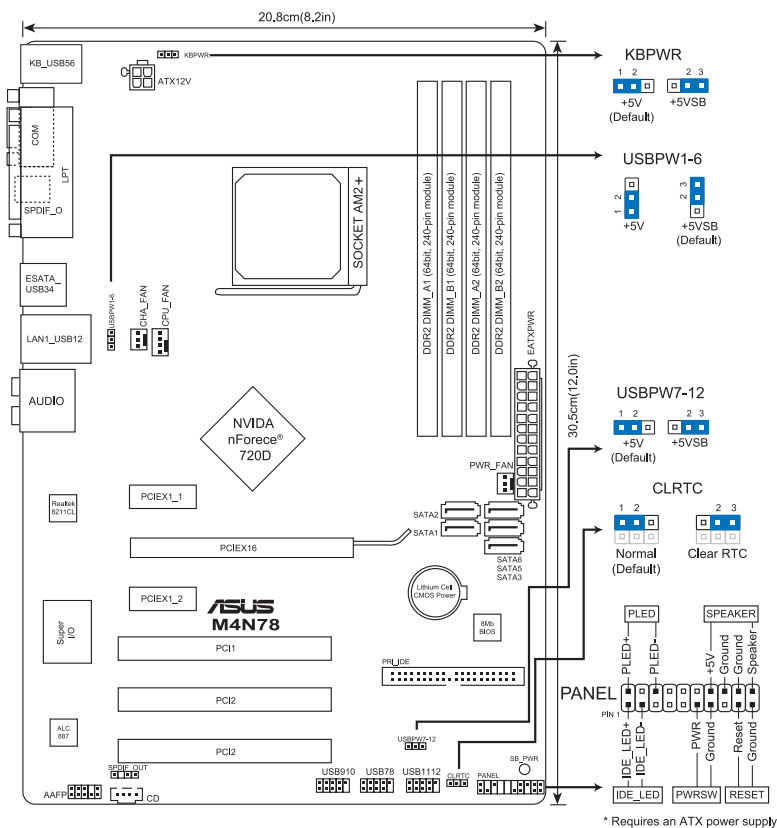 20.8cm(8.2in)
KB_USB56
KBPWR
ATX12V
COM
LPT
SPDIF_O
SOCKET AM2+
DDR2 DIMM_A1 (64bit, 240-pin module)
DDR2 DIMM_B1 (64bit, 240-pin module)
DDR2 DIMM_A2 (64bit, 240-pin module)
DDR2 DIMM_B2 (64bit, 240-pin module)
ESATA_
USB34
USBPW1-6
CHA_FAN
CPU_FAN
LAN1_USB12
EATXPWR
30.5cm(12.0in)
AUDIO
NVIDA
nForece®
720D
PWR_FAN
PCIEX1_1
Realtek
8211CL
SATA2
SATA1
PCIEX16
SATA6
SATA5
SATA3
PCIEX1_2
Lithium Cell
CMOS Power
ASUS
M4N78
Super
I/O
8Mb
BIOS
PCI1
PRI_IDE
PCI2
ALC
887
USBPW7-12
PCI2
SPDIF_OUT
AAFP
CD
USB910
USB78
USB1112
CLRTC
PANEL
SB_PWR
KBPWR
1 2
2 3
+5V
(Default)
+5VSB
USBPW1-6
2
1
3
2
+5V
+5VSB
(Default)
USBPW7-12
1 2
2 3
+5V
(Default)
+5VSB
CLRTC
1 2
2 3
Normal
(Default)
Clear RTC
PLED
SPEAKER
PLED+
PLED-
+5V
Ground
Ground
Speaker-
PANEL
PIN 1
IDE_LED+
IDE_LED-
PWR
Ground
Reset
Ground
IDE_LED
PWRSW
RESET
* Requires an ATX power supply